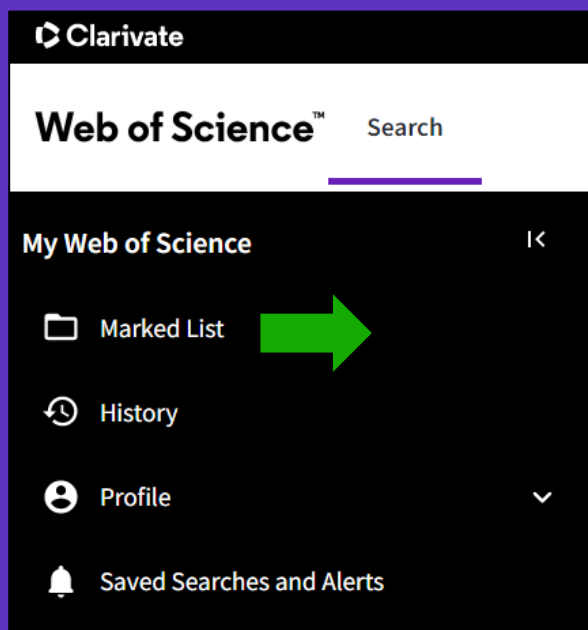 Clarivate
Web of Science™ Search
My Web of Science
Marked List
History
Profile
Saved Searches and Alerts